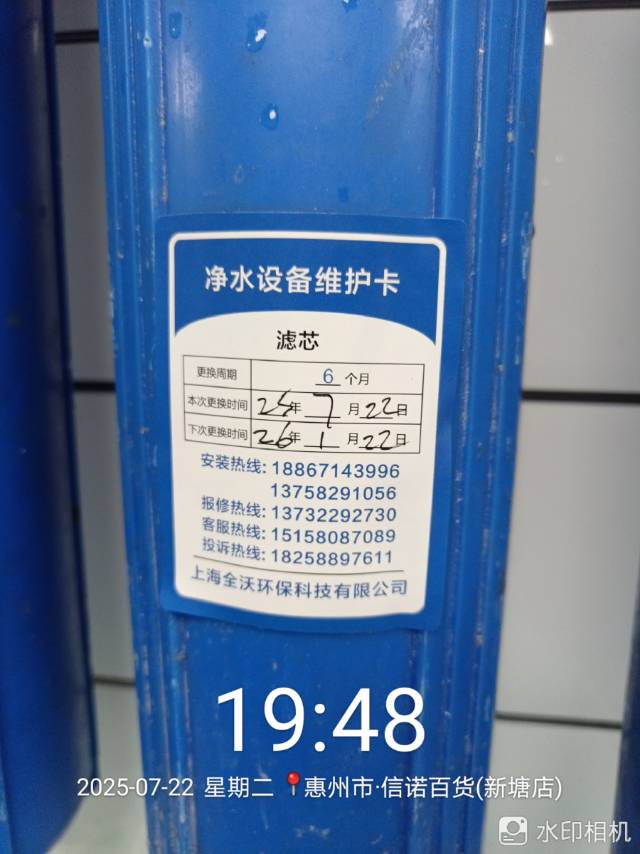 净水设备维护卡
滤芯
更换周期 6 个月
本次更换时间 25年 7 月 22日
下次更换时间 26年 1 月 22日
安装热线: 18867143996
13758291056
报修热线: 13732292730
客服热线: 15158087089
投诉热线: 18258897611
上海全沃环保科技有限公司
19:48
2025-07-22 星期二 惠州市·信诺百货(新塘店)
水印相机